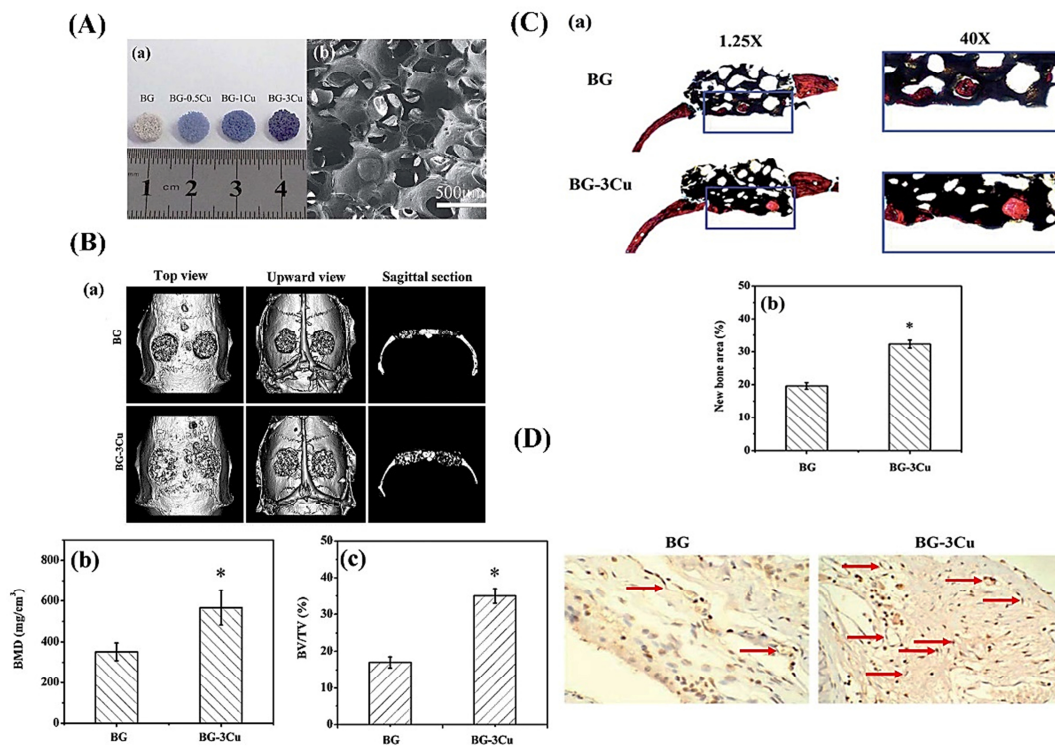 (A)
(a)
BG BG-0.5Cu BG-1Cu BG-3Cu
mm 1 cm 2 3 4
(b)
500μm
(B)
Top view Upward view Sagittal section
(a)
BG
BG-3Cu
(b)
BMD (mg/cm³)
800
600
400
200
0
*
BG BG-3Cu
(c)
BV/TV (%)
50
40
30
20
10
0
*
BG BG-3Cu
(C)
(a)
1.25X 40X
BG
BG-3Cu
(b)
New bone area (%)
50
40
30
20
10
0
*
BG BG-3Cu
(D)
BG BG-3Cu